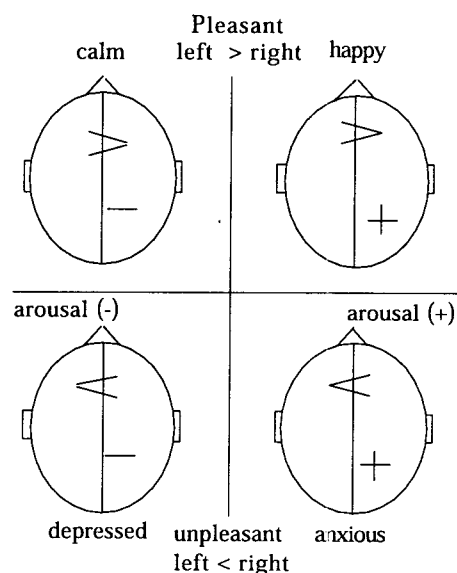 Pleasant
calm left > right happy
>
>
−
+
arousal (-) arousal (+)
<
<
−
+
depressed unpleasant anxious
left < right